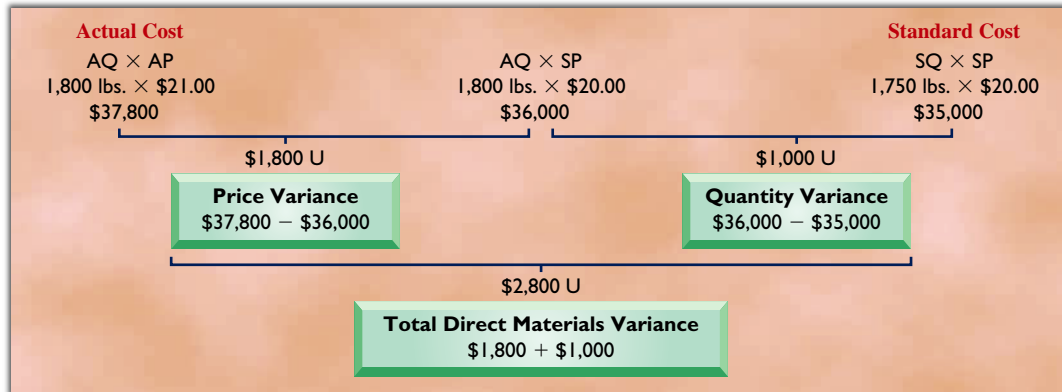 Actual Cost
AQ × AP
1,800 lbs. × $21.00
$37,800
AQ × SP
1,800 lbs. × $20.00
$36,000
Standard Cost
SQ × SP
1,750 lbs. × $20.00
$35,000
$1,800 U
Price Variance
$37,800 − $36,000
$1,000 U
Quantity Variance
$36,000 − $35,000
$2,800 U
Total Direct Materials Variance
$1,800 + $1,000